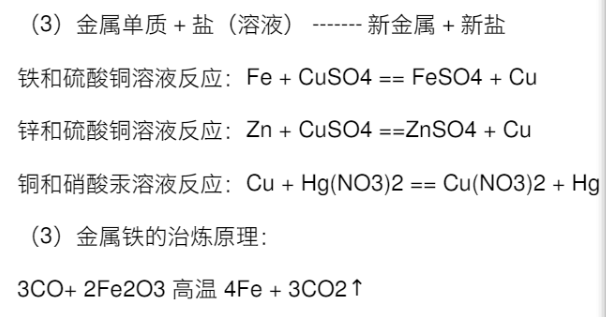 （3）金属单质 + 盐（溶液） ------- 新金属 + 新盐
铁和硫酸铜溶液反应：Fe + CuSO4 == FeSO4 + Cu
锌和硫酸铜溶液反应：Zn + CuSO4 ==ZnSO4 + Cu
铜和硝酸汞溶液反应：Cu + Hg(NO3)2 == Cu(NO3)2 + Hg
（3）金属铁的治炼原理：
3CO+ 2Fe2O3 高温 4Fe + 3CO2↑